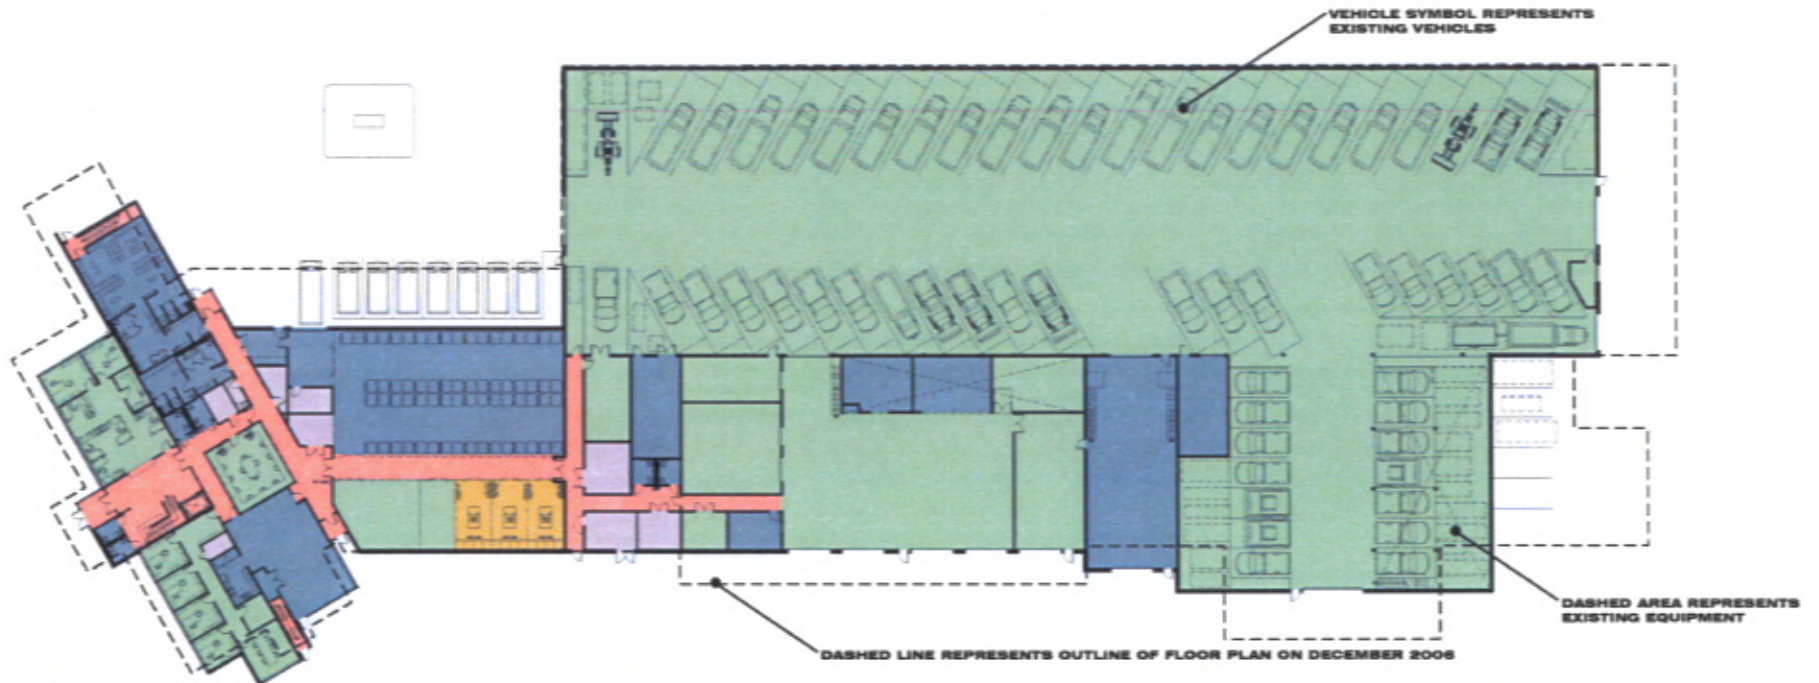 VEHICLE SYMBOL REPRESENTS
EXISTING VEHICLES
DASHED AREA REPRESENTS
EXISTING EQUIPMENT
DASHED LINE REPRESENTS OUTLINE OF FLOOR PLAN ON DECEMBER 2006